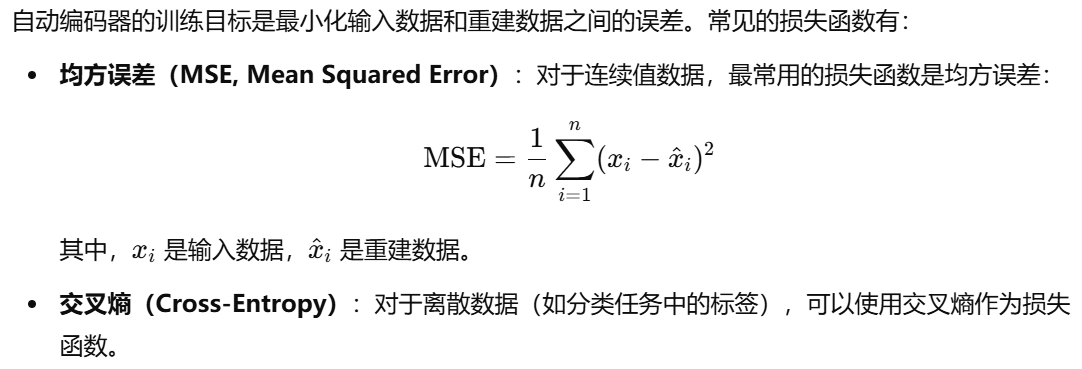 自动编码器的训练目标是最小化输入数据和重建数据之间的误差。常见的损失函数有：
• 均方误差（MSE, Mean Squared Error）：对于连续值数据，最常用的损失函数是均方误差：
MSE = \frac{1}{n} \sum_{i=1}^{n} (x_i − \hat{x}_i)^2
其中，x_i 是输入数据，\hat{x}_i 是重建数据。
• 交叉熵（Cross-Entropy）：对于离散数据（如分类任务中的标签），可以使用交叉熵作为损失
函数。